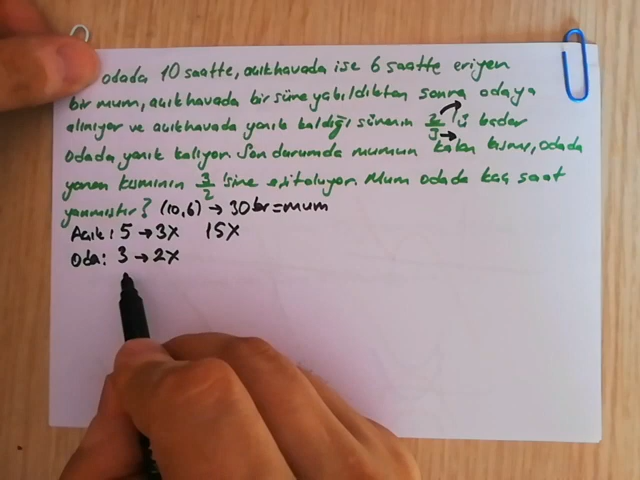 odada 10 saatte, açıkhavada ise 6 saatte eriyen
bir mum, açıkhavada bir süre yakıldıktan sonra odaya
alınıyor ve açıkhavada yanık kaldığı sürenin 2/3 'ü kadar
odada yanık kalıyor. Son durumda mumun kalan kısmı, odada
yanan kısmının 3/2 'sine eşit oluyor. Mum odada kaç saat
yanmıştır? (10,6) → 30br = mum
Açık: 5 → 3x 15x
Oda: 3 → 2x